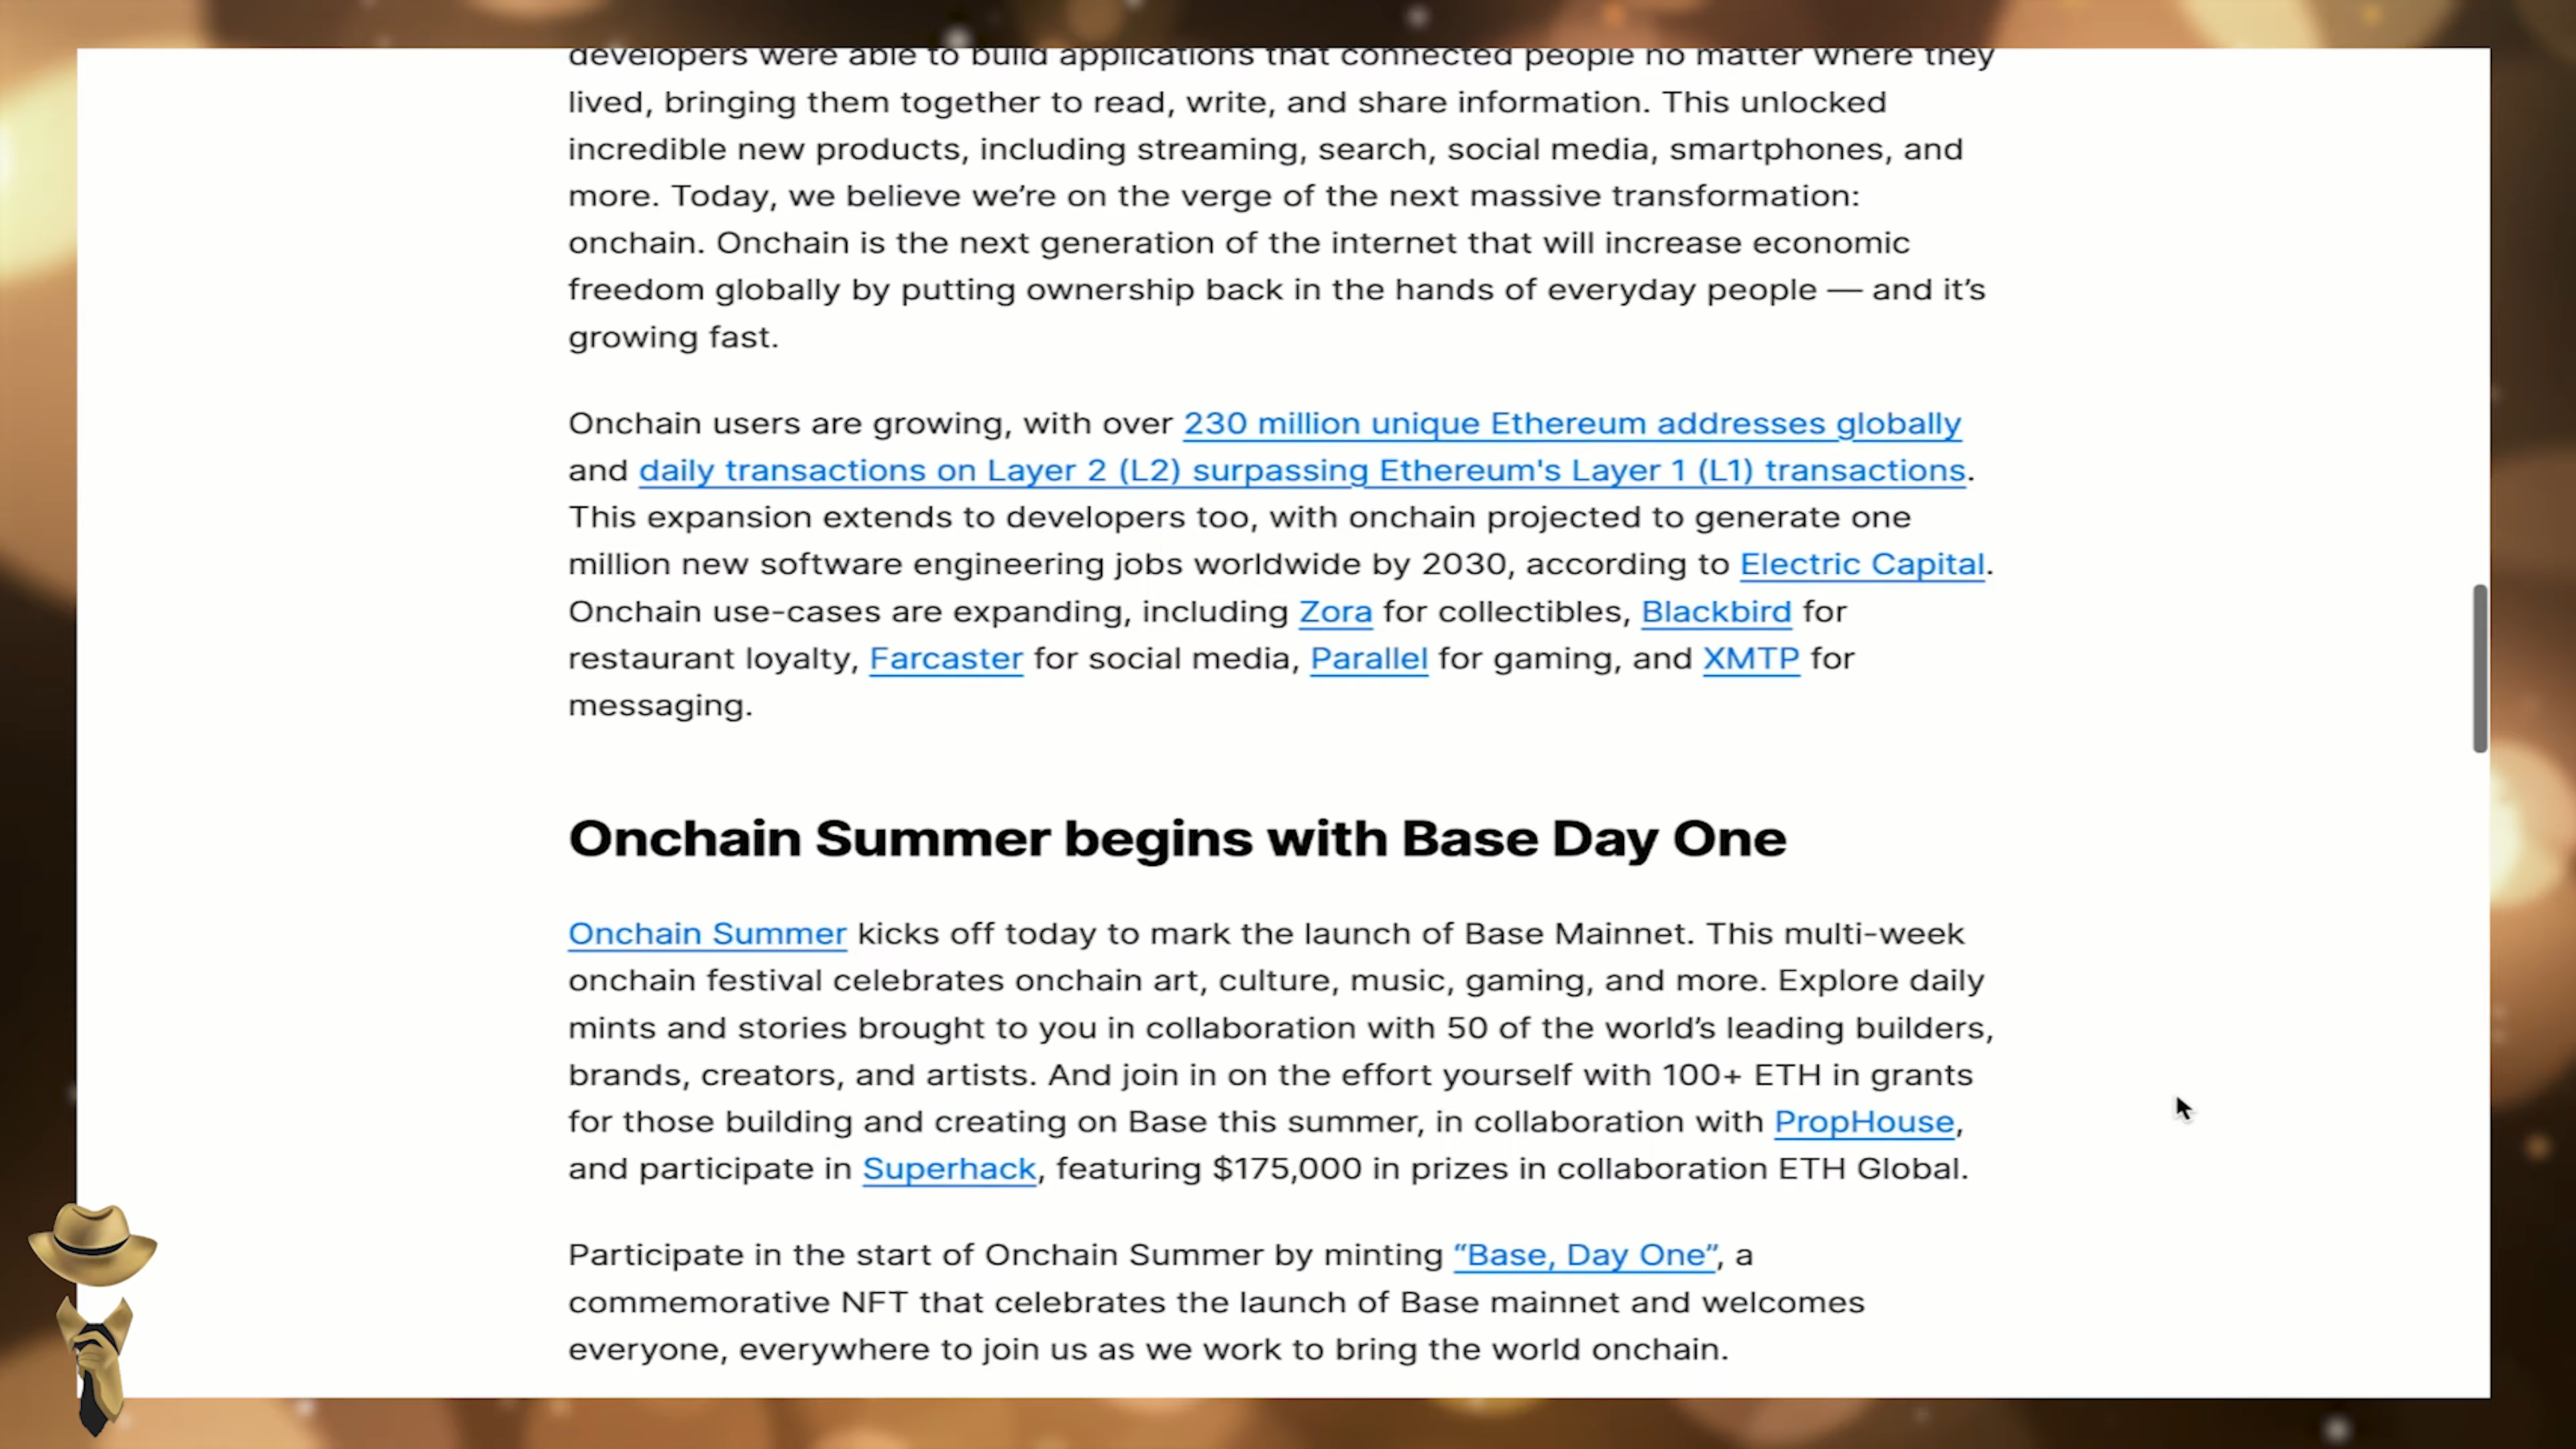 developers were able to build applications that connected people no matter where they
lived, bringing them together to read, write, and share information. This unlocked
incredible new products, including streaming, search, social media, smartphones, and
more. Today, we believe we’re on the verge of the next massive transformation:
onchain. Onchain is the next generation of the internet that will increase economic
freedom globally by putting ownership back in the hands of everyday people — and it’s
growing fast.
Onchain users are growing, with over 230 million unique Ethereum addresses globally
and daily transactions on Layer 2 (L2) surpassing Ethereum's Layer 1 (L1) transactions.
This expansion extends to developers too, with onchain projected to generate one
million new software engineering jobs worldwide by 2030, according to Electric Capital.
Onchain use-cases are expanding, including Zora for collectibles, Blackbird for
restaurant loyalty, Farcaster for social media, Parallel for gaming, and XMTP for
messaging.
Onchain Summer begins with Base Day One
Onchain Summer kicks off today to mark the launch of Base Mainnet. This multi-week
onchain festival celebrates onchain art, culture, music, gaming, and more. Explore daily
mints and stories brought to you in collaboration with 50 of the world’s leading builders,
brands, creators, and artists. And join in on the effort yourself with 100+ ETH in grants
for those building and creating on Base this summer, in collaboration with PropHouse,
and participate in Superhack, featuring $175,000 in prizes in collaboration ETH Global.
Participate in the start of Onchain Summer by minting “Base, Day One”, a
commemorative NFT that celebrates the launch of Base mainnet and welcomes
everyone, everywhere to join us as we work to bring the world onchain.